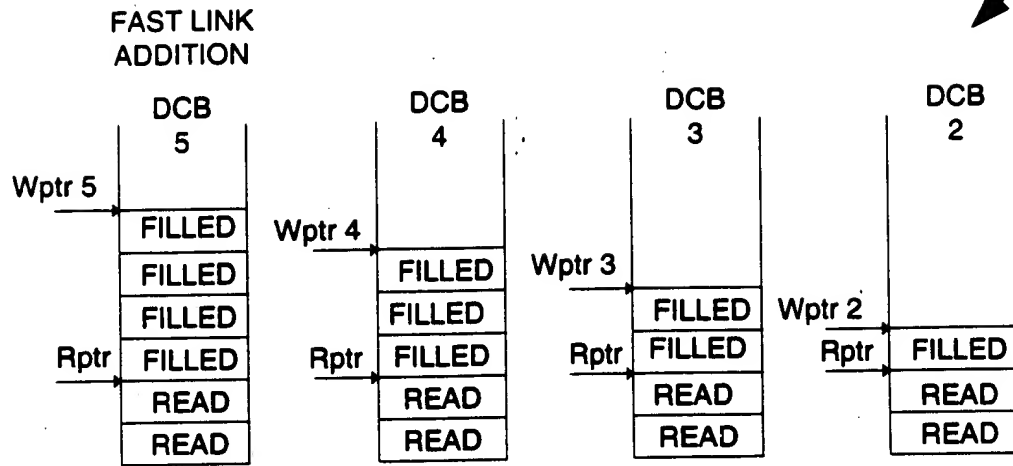 FAST LINK
ADDITION
DCB
5
Wptr 5
FILLED
FILLED
FILLED
Rptr
FILLED
READ
READ
DCB
4
Wptr 4
FILLED
FILLED
Rptr
FILLED
READ
READ
DCB
3
Wptr 3
FILLED
Rptr
FILLED
READ
READ
DCB
2
Wptr 2
Rptr
FILLED
READ
READ